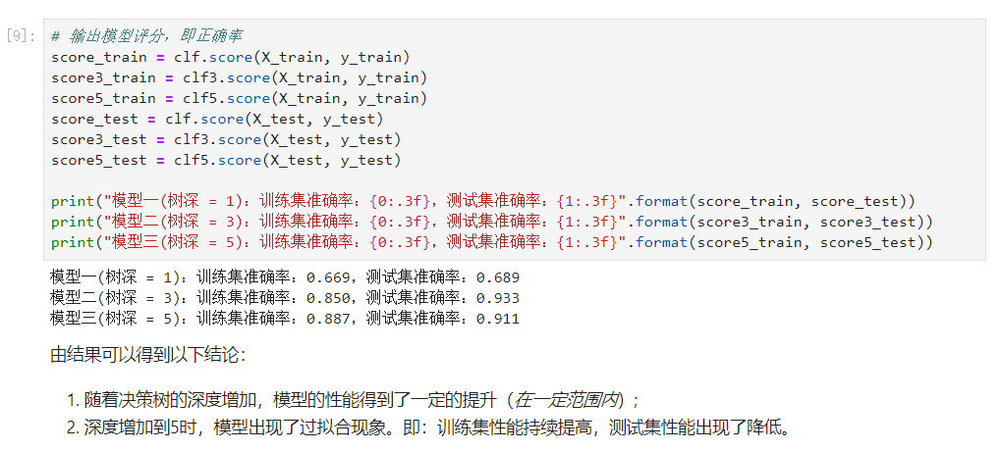 [9]: # 输出模型评分，即正确率
score_train = clf.score(X_train, y_train)
score3_train = clf3.score(X_train, y_train)
score5_train = clf5.score(X_train, y_train)
score_test = clf.score(X_test, y_test)
score3_test = clf3.score(X_test, y_test)
score5_test = clf5.score(X_test, y_test)
print("模型一(树深 = 1)：训练集准确率：{0:.3f}，测试集准确率：{1:.3f}".format(score_train, score_test))
print("模型二(树深 = 3)：训练集准确率：{0:.3f}，测试集准确率：{1:.3f}".format(score3_train, score3_test))
print("模型三(树深 = 5)：训练集准确率：{0:.3f}，测试集准确率：{1:.3f}".format(score5_train, score5_test))
模型一(树深 = 1)：训练集准确率：0.669，测试集准确率：0.689
模型二(树深 = 3)：训练集准确率：0.850，测试集准确率：0.933
模型三(树深 = 5)：训练集准确率：0.887，测试集准确率：0.911
由结果可以得到以下结论：
1. 随着决策树的深度增加，模型的性能得到了一定的提升（在一定范围内）；
2. 深度增加到5时，模型出现了过拟合现象。即：训练集性能持续提高，测试集性能出现了降低。